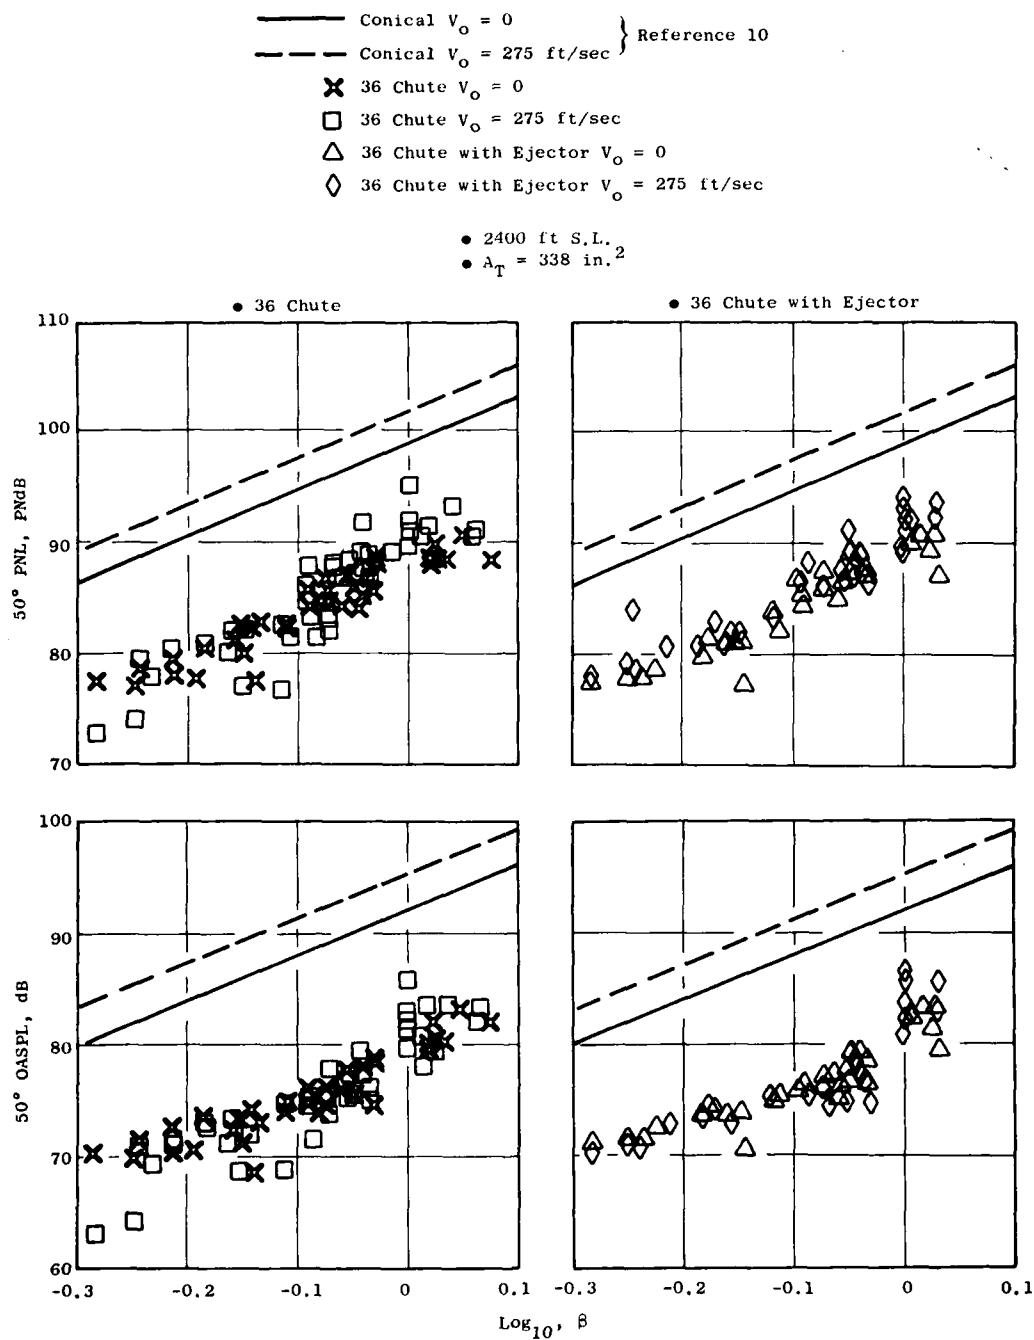 Conical V_o = 0
Conical V_o = 275 ft/sec
} Reference 10
36 Chute V_o = 0
36 Chute V_o = 275 ft/sec
36 Chute with Ejector V_o = 0
36 Chute with Ejector V_o = 275 ft/sec
• 2400 ft S.L.
• A_T = 338 in.²
• 36 Chute
• 36 Chute with Ejector
110
100
90
80
70
50° PNL, PNdB
100
90
80
70
60
50° OASPL, dB
-0.3 -0.2 -0.1 0 0.1
-0.3 -0.2 -0.1 0 0.1
Log₁₀, β